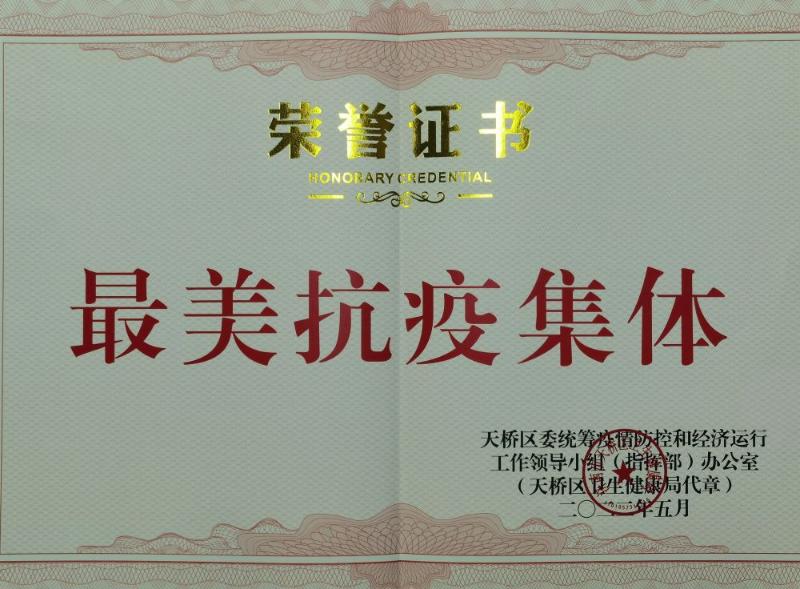 荣誉证书
HONORARY CREDENTIAL
最美抗疫集体
天桥区委统筹疫情防控和经济运行
工作领导小组（指挥部）办公室
（天桥区卫生健康局代章）
二〇二二年五月